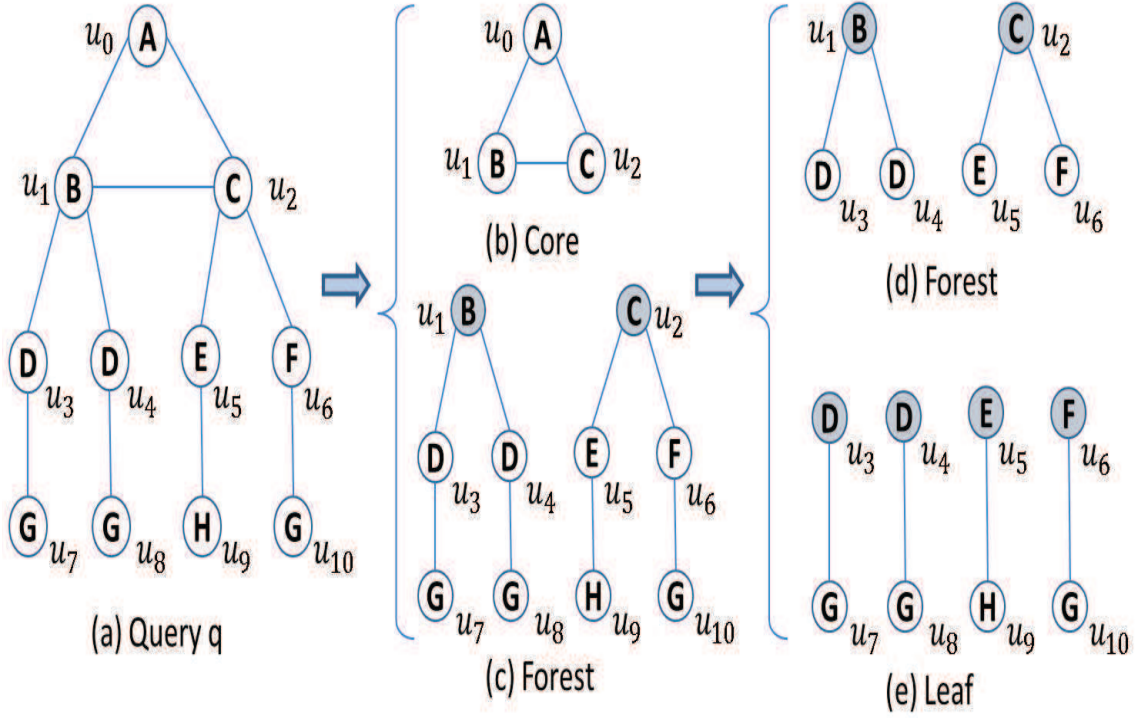 u0 A
u1 B C u2
D u3 D u4 E u5 F u6
G u7 G u8 H u9 G u10
(a) Query q
u0 A
u1 B C u2
(b) Core
u1 B C u2
D u3 D u4 E u5 F u6
G u7 G u8 H u9 G u10
(c) Forest
u1 B C u2
D u3 D u4 E u5 F u6
(d) Forest
D u3 D u4 E u5 F u6
G u7 G u8 H u9 G u10
(e) Leaf